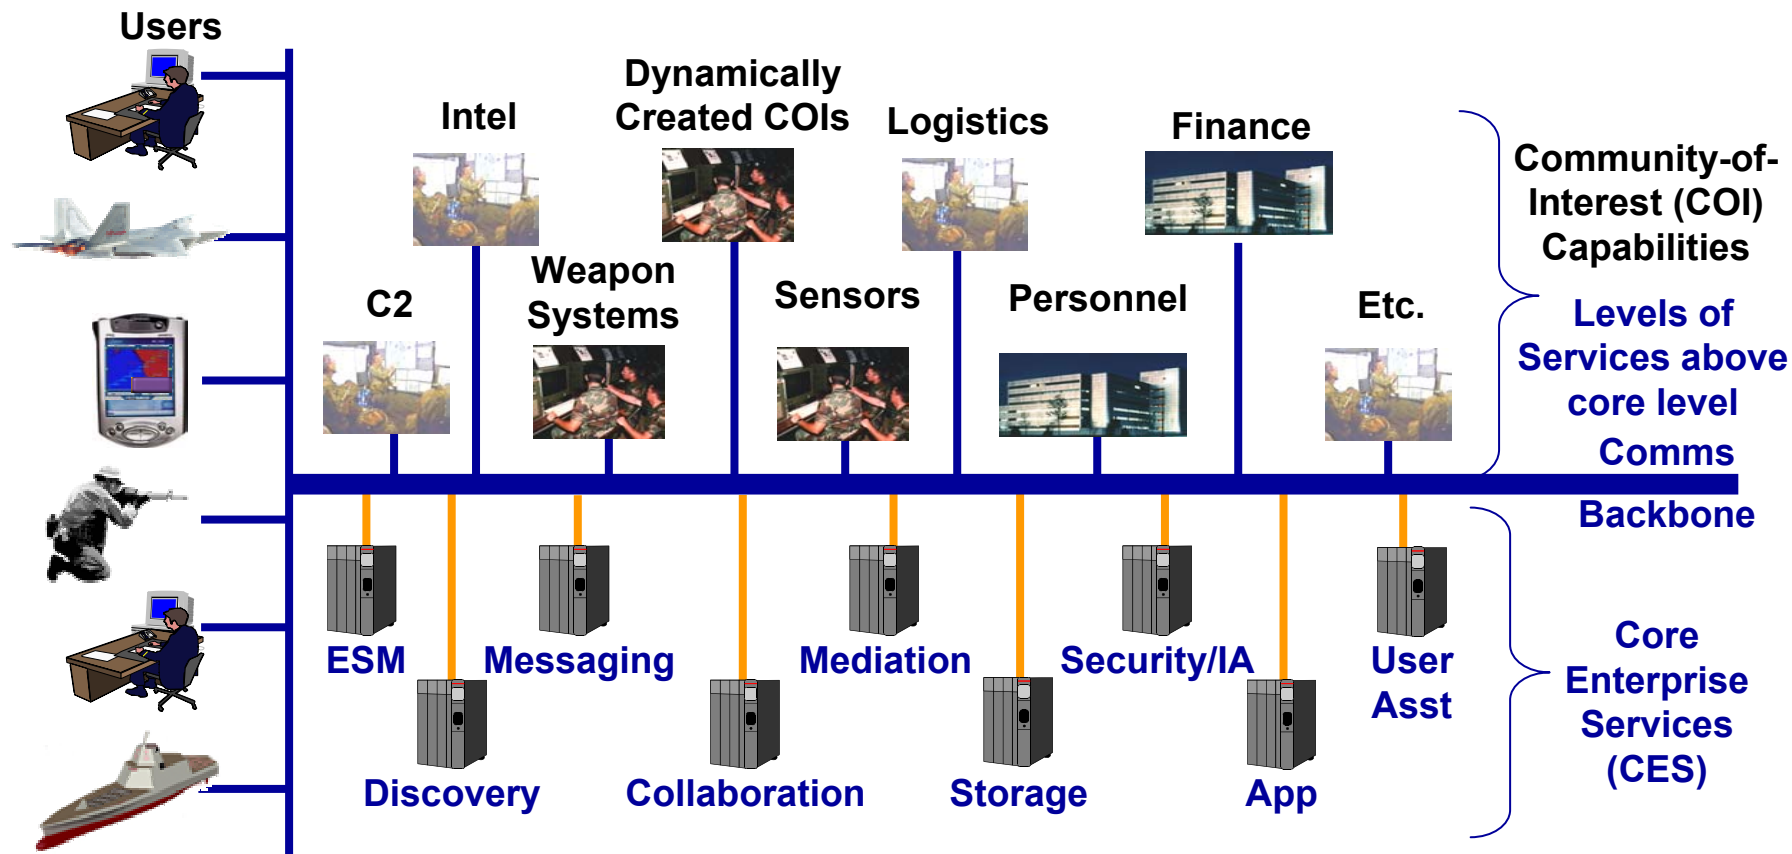 Users
Intel
Dynamically
Created COIs
Logistics
Finance
C2
Weapon
Systems
Sensors
Personnel
Etc.
Community-of-
Interest (COI)
Capabilities
Levels of
Services above
core level
Comms
Backbone
ESM
Messaging
Mediation
Security/IA
User
Asst
Discovery
Collaboration
Storage
App
Core
Enterprise
Services
(CES)